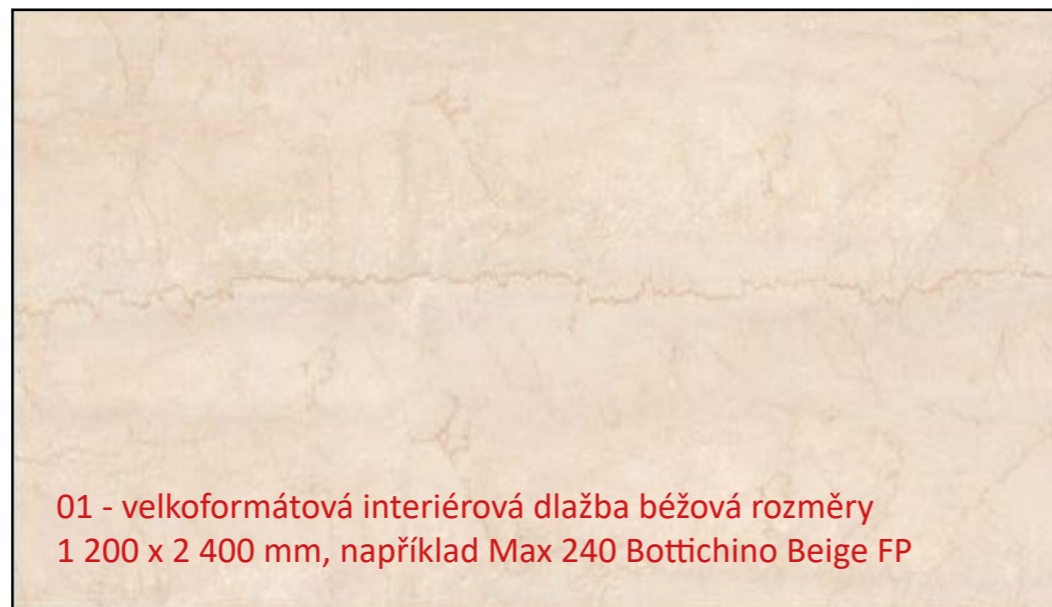 01 - velkoformátová interiérová dlažba béžová rozměry
1 200 x 2 400 mm, například Max 240 Bottichino Beige FP